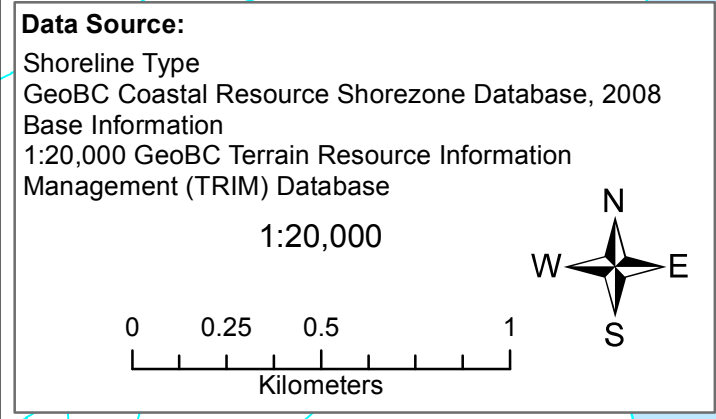 Data Source:
Shoreline Type
GeoBC Coastal Resource Shorezone Database, 2008
Base Information
1:20,000 GeoBC Terrain Resource Information
Management (TRIM) Database
1:20,000
N
W E
S
0 0.25 0.5 1
Kilometers